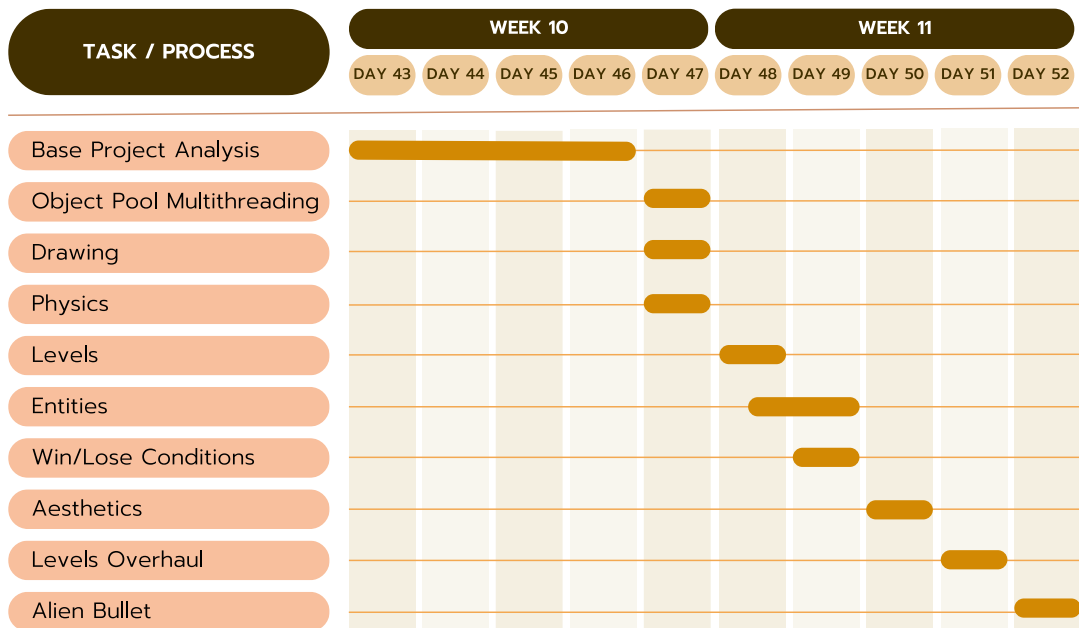 TASK / PROCESS
WEEK 10
WEEK 11
DAY 43 DAY 44 DAY 45 DAY 46 DAY 47 DAY 48 DAY 49 DAY 50 DAY 51 DAY 52
Base Project Analysis
Object Pool Multithreading
Drawing
Physics
Levels
Entities
Win/Lose Conditions
Aesthetics
Levels Overhaul
Alien Bullet